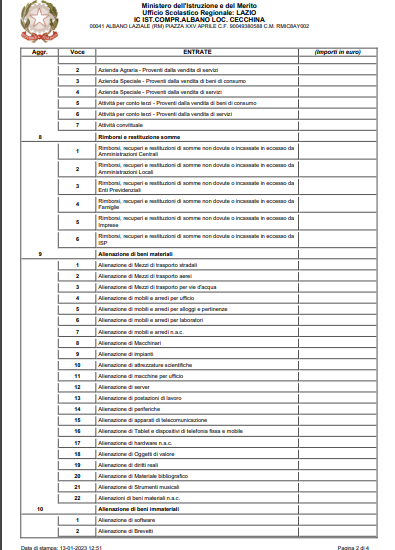 Ministero dell'Istruzione e del Merito
Ufficio Scolastico Regionale: LAZIO
IC IST.COMPR.ALBANO LOC. CECCHINA
00041 ALBANO LAZIALE (RM) PIAZZA XXV APRILE C.F. 90049380588 C.M. RMIC8AY002
Aggr. Voce ENTRATE (Importi in euro)
2 Azienda Agraria - Proventi dalla vendita di servizi
3 Azienda Speciale - Proventi dalla vendita di beni di consumo
4 Azienda Speciale - Proventi dalla vendita di servizi
5 Attività per conto terzi - Proventi dalla vendita di beni di consumo
6 Attività per conto terzi - Proventi dalla vendita di servizi
7 Attività convittuale
8 Rimborsi e restituzione somme
1 Rimborsi, recuperi e restituzioni di somme non dovute o incassate in eccesso da
Amministrazioni Centrali
2 Rimborsi, recuperi e restituzioni di somme non dovute o incassate in eccesso da
Amministrazioni Locali
3 Rimborsi, recuperi e restituzioni di somme non dovute o incassate in eccesso da
Enti Previdenziali
4 Rimborsi, recuperi e restituzioni di somme non dovute o incassate in eccesso da
Famiglie
5 Rimborsi, recuperi e restituzioni di somme non dovute o incassate in eccesso da
Imprese
6 Rimborsi, recuperi e restituzioni di somme non dovute o incassate in eccesso da
ISP
9 Alienazione di beni materiali
1 Alienazione di Mezzi di trasporto stradali
2 Alienazione di Mezzi di trasporto aerei
3 Alienazione di Mezzi di trasporto per vie d'acqua
4 Alienazione di mobili e arredi per ufficio
5 Alienazione di mobili e arredi per alloggi e pertinenze
6 Alienazione di mobili e arredi per laboratori
7 Alienazione di mobili e arredi n.a.c.
8 Alienazione di Macchinari
9 Alienazione di impianti
10 Alienazione di attrezzature scientifiche
11 Alienazione di macchine per ufficio
12 Alienazione di server
13 Alienazione di postazioni di lavoro
14 Alienazione di periferiche
15 Alienazione di apparati di telecomunicazione
16 Alienazione di Tablet e dispositivi di telefonia fissa e mobile
17 Alienazione di hardware n.a.c.
18 Alienazione di Oggetti di valore
19 Alienazione di diritti reali
20 Alienazione di Materiale bibliografico
21 Alienazione di Strumenti musicali
22 Alienazioni di beni materiali n.a.c.
10 Alienazione di beni immateriali
1 Alienazione di software
2 Alienazione di Brevetti
Data di stampa: 13-01-2023 12:51 Pagina 2 di 4